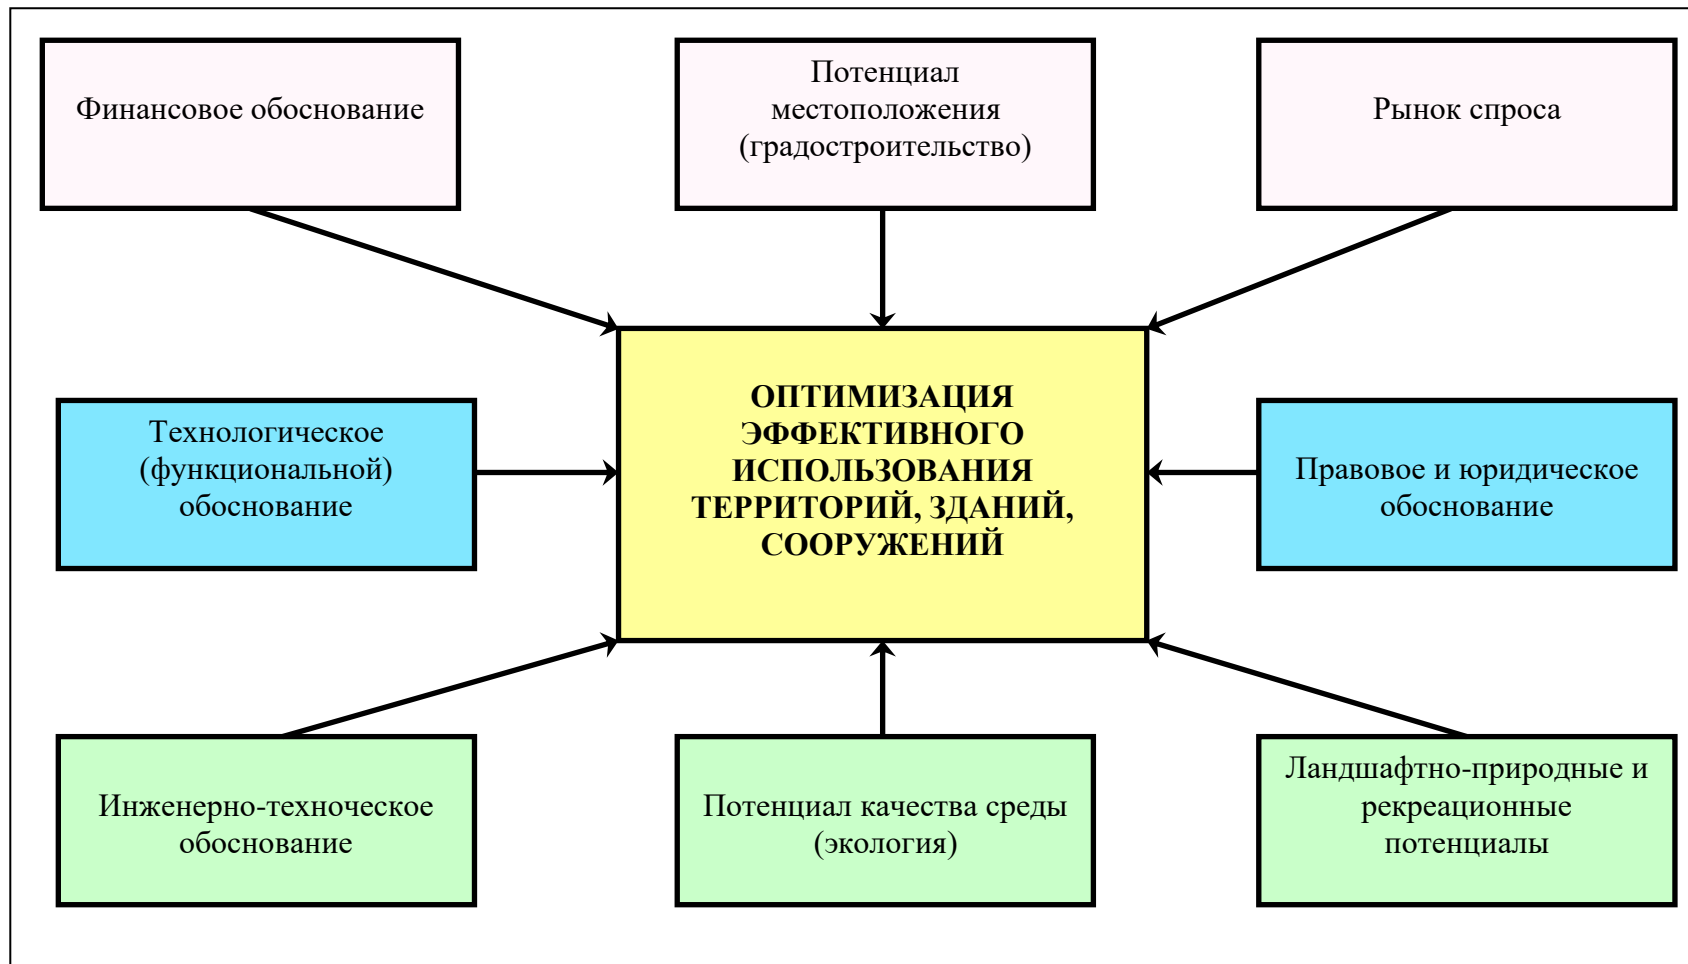 Финансовое обоснование
Потенциал
местоположения
(градостроительство)
Рынок спроса
Технологическое
(функциональной)
обоснование
ОПТИМИЗАЦИЯ
ЭФФЕКТИВНОГО
ИСПОЛЬЗОВАНИЯ
ТЕРРИТОРИЙ, ЗДАНИЙ,
СООРУЖЕНИЙ
Правовое и юридическое
обоснование
Инженерно-техноческое
обоснование
Потенциал качества среды
(экология)
Ландшафтно-природные и
рекреационные
потенциалы